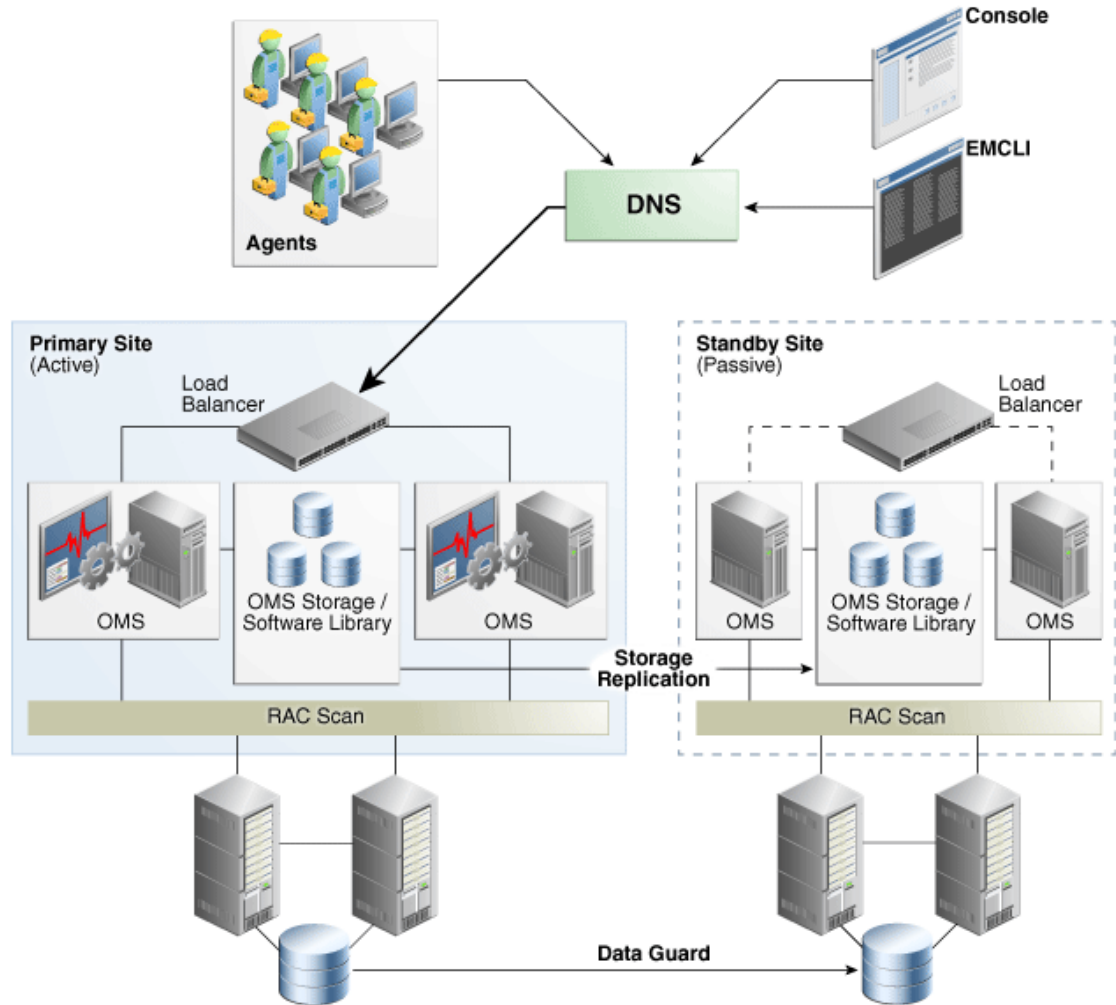 Console
EMCLI
DNS
Agents
Primary Site
(Active)
Load
Balancer
OMS
OMS Storage /
Software Library
OMS
RAC Scan
Standby Site
(Passive)
Load
Balancer
OMS
OMS Storage /
Software Library
OMS
RAC Scan
Storage
Replication
Data Guard